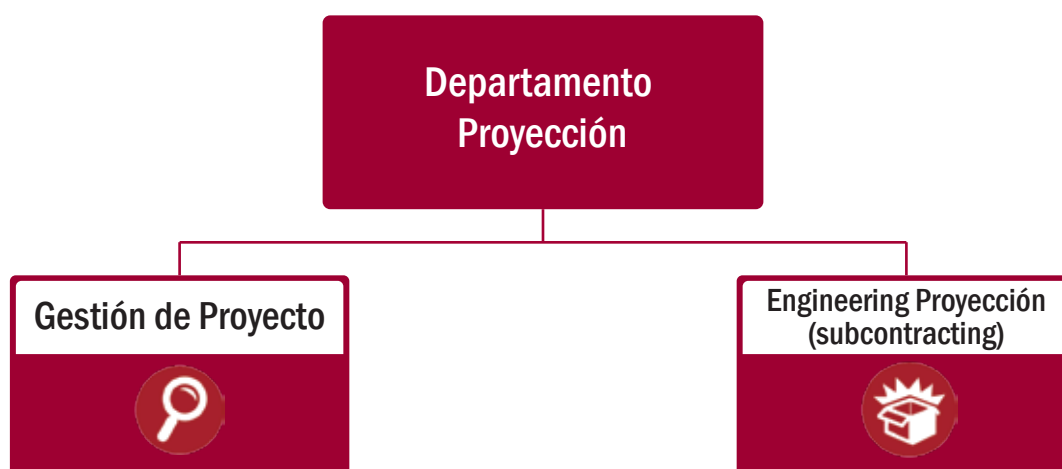 Departamento
Proyección
Gestión de Proyecto
Engineering Proyección
(subcontracting)